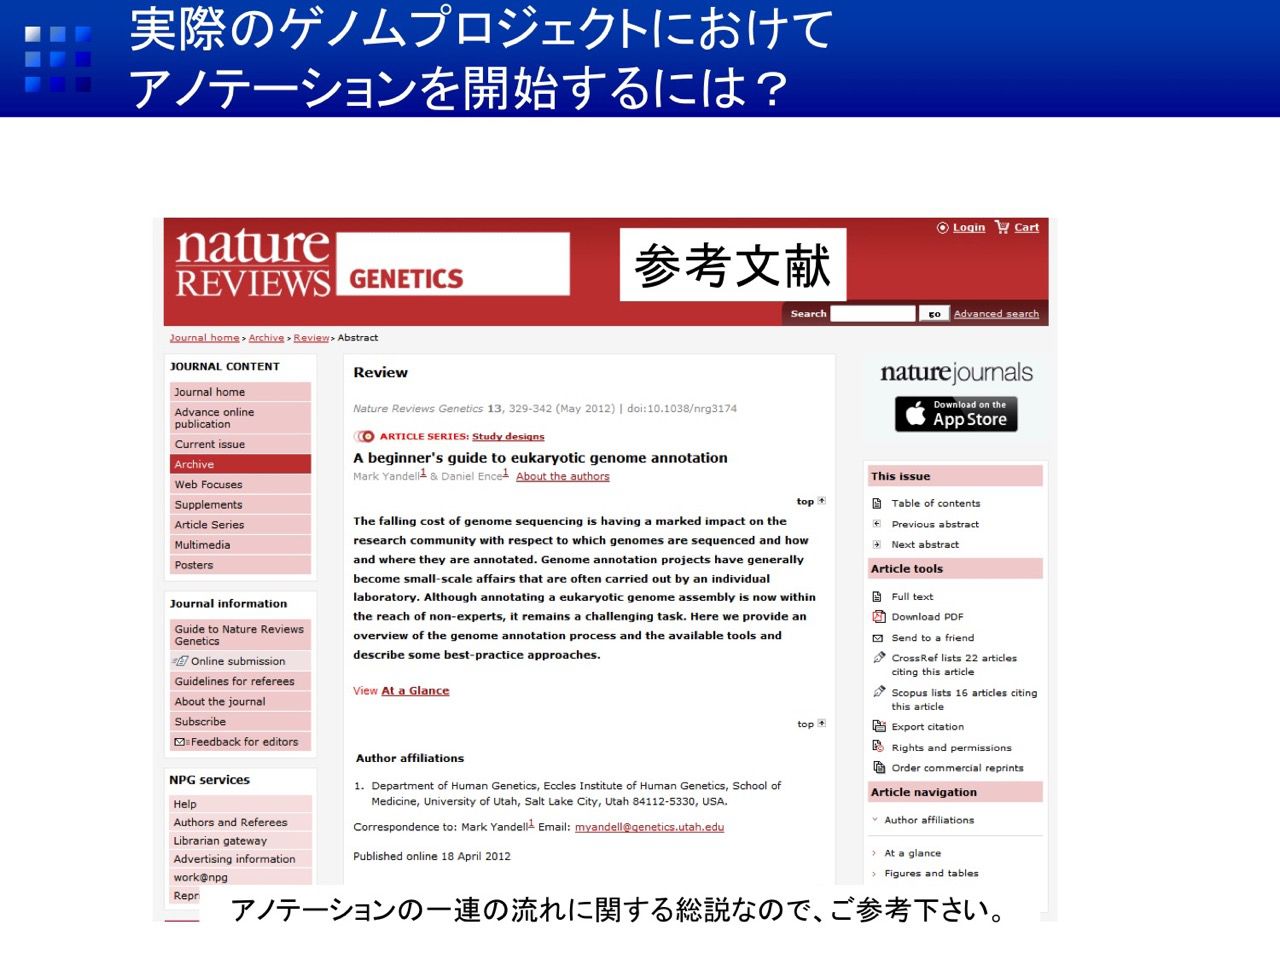 実際のゲノムプロジェクトにおけて
アノテーションを開始するには？
nature
REVIEWS
GENETICS
参考文献
Login Cart
Search go Advanced search
Journal home > Archive > Review > Abstract
JOURNAL CONTENT
Journal home
Advance online
publication
Current issue
Archive
Web Focuses
Supplements
Article Series
Multimedia
Posters
Journal information
Guide to Nature Reviews
Genetics
Online submission
Guidelines for referees
About the journal
Subscribe
Feedback for editors
NPG services
Help
Authors and Referees
Librarian gateway
Advertising information
work@npg
Review
Nature Reviews Genetics 13, 329-342 (May 2012) | doi:10.1038/nrg3174
ARTICLE SERIES: Study designs
A beginner's guide to eukaryotic genome annotation
Mark Yandell1 & Daniel Ence1 About the authors
top
The falling cost of genome sequencing is having a marked impact on the
research community with respect to which genomes are sequenced and how
and where they are annotated. Genome annotation projects have generally
become small-scale affairs that are often carried out by an individual
laboratory. Although annotating a eukaryotic genome assembly is now within
the reach of non-experts, it remains a challenging task. Here we provide an
overview of the genome annotation process and the available tools and
describe some best-practice approaches.
View At a Glance
top
Author affiliations
1. Department of Human Genetics, Eccles Institute of Human Genetics, School of
Medicine, University of Utah, Salt Lake City, Utah 84112-5330, USA.
Correspondence to: Mark Yandell1 Email: myandell@genetics.utah.edu
Published online 18 April 2012
nature journals
Download on the
App Store
This issue
Table of contents
Previous abstract
Next abstract
Article tools
Full text
Download PDF
Send to a friend
CrossRef lists 22 articles
citing this article
Scopus lists 16 articles citing
this article
Export citation
Rights and permissions
Order commercial reprints
Article navigation
Author affiliations
At a glance
Figures and tables
アノテーションの一連の流れに関する総説なので、ご参考下さい。